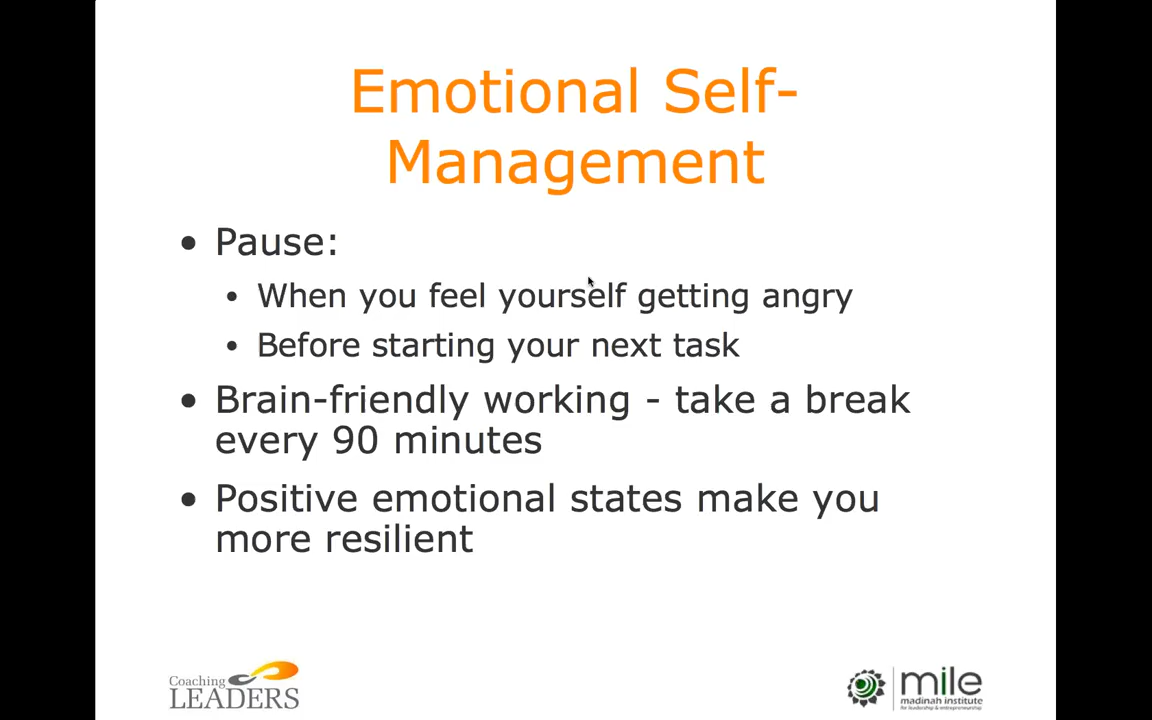 Emotional Self-
Management
• Pause:
• When you feel yourself getting angry
• Before starting your next task
• Brain-friendly working - take a break
every 90 minutes
• Positive emotional states make you
more resilient
Coaching
LEADERS
mile
madinah institute
for leadership & entrepreneurship